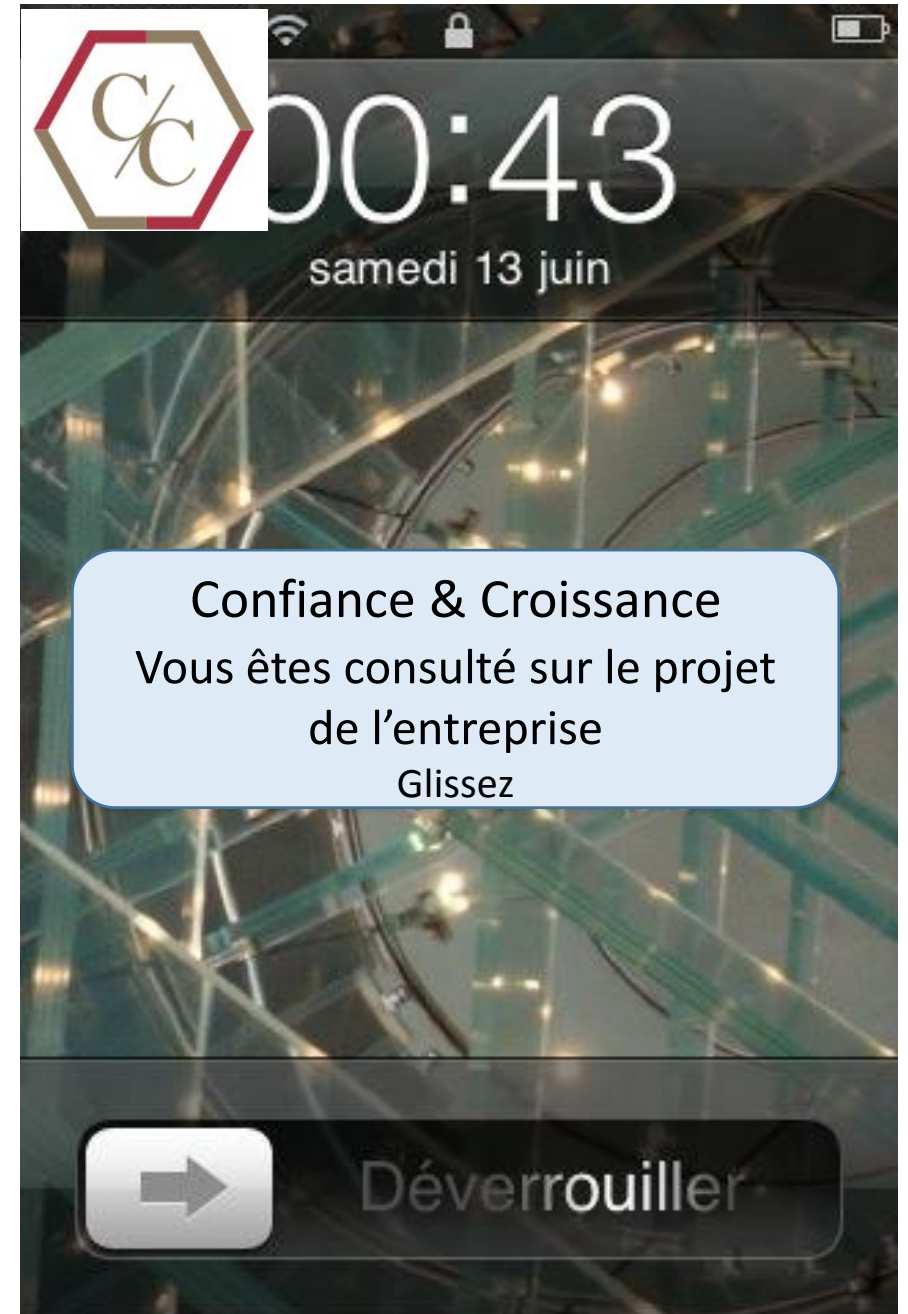 C/C
00:43
samedi 13 juin
Confiance & Croissance
Vous êtes consulté sur le projet
de l’entreprise
Glissez
Déverrouiller